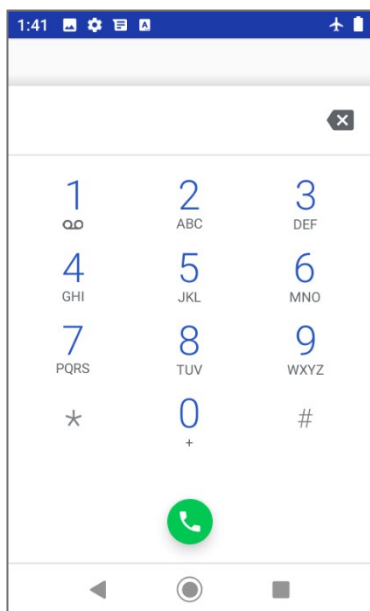 1:41
1 2 3
ABC DEF
4 5 6
GHI JKL MNO
7 8 9
PQRS TUV WXYZ
* 0 #
+